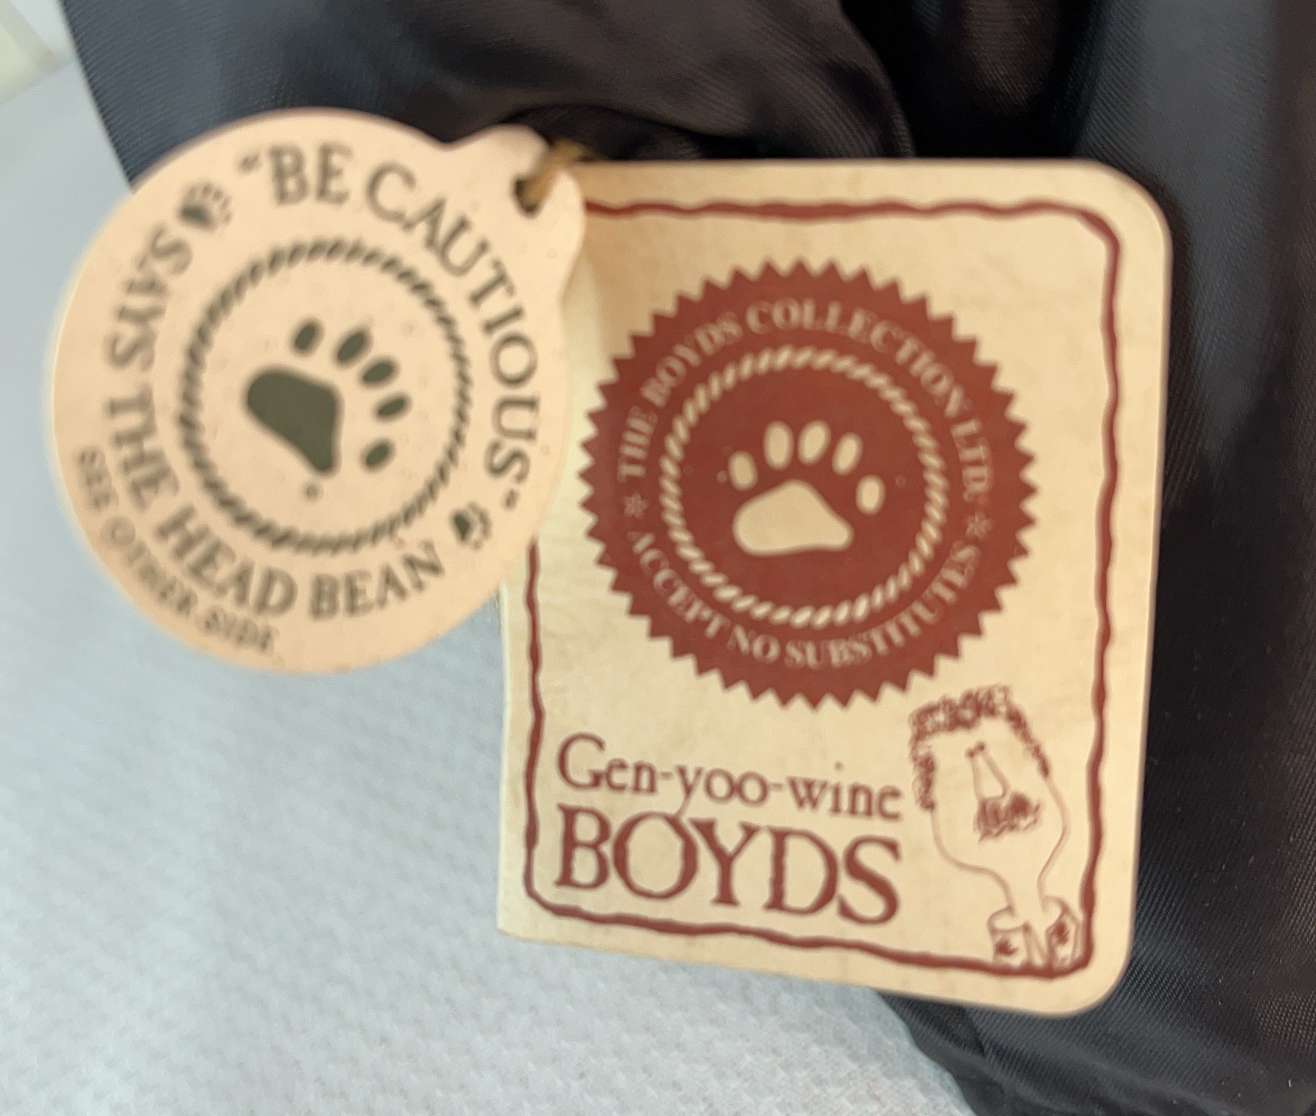 "BE CAUTIOUS"
SAYS THE HEAD BEAN
SEE OTHER SIDE
THE BOYDS COLLECTION LTD.
ACCEPT NO SUBSTITUTES
Gen-yoo-wine
BOYDS